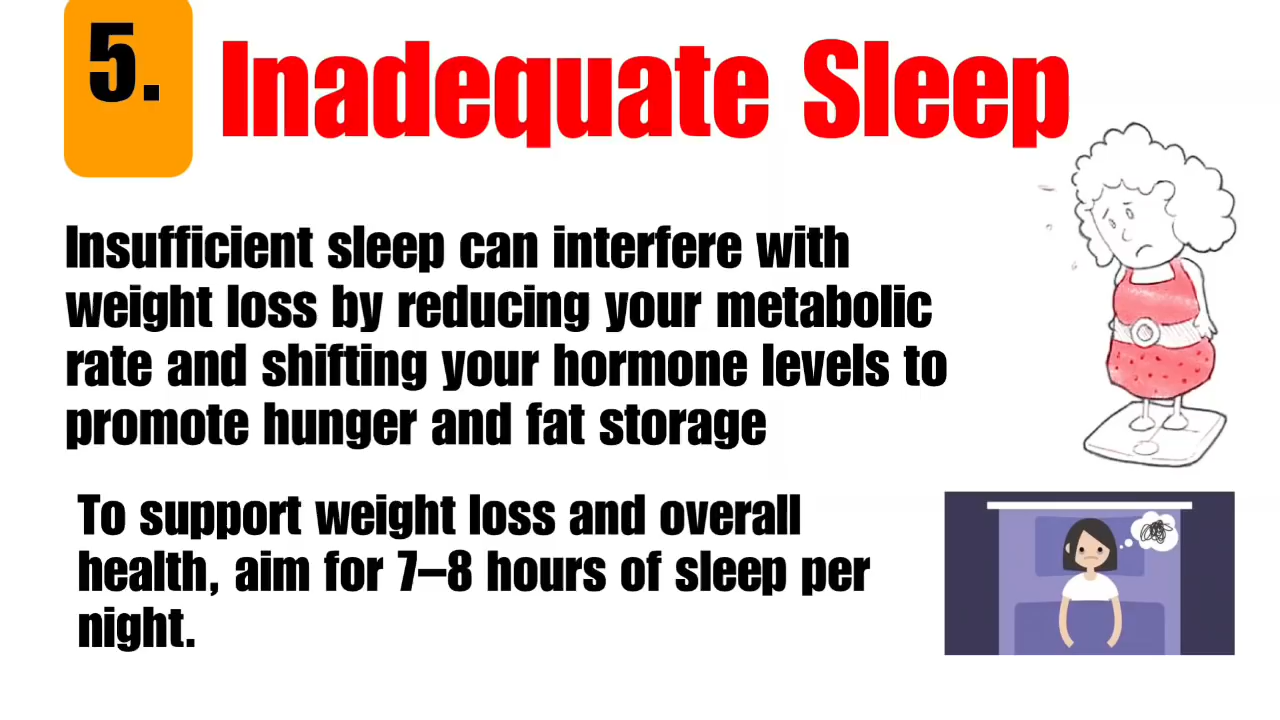 5.
Inadequate Sleep
Insufficient sleep can interfere with
weight loss by reducing your metabolic
rate and shifting your hormone levels to
promote hunger and fat storage
To support weight loss and overall
health, aim for 7–8 hours of sleep per
night.